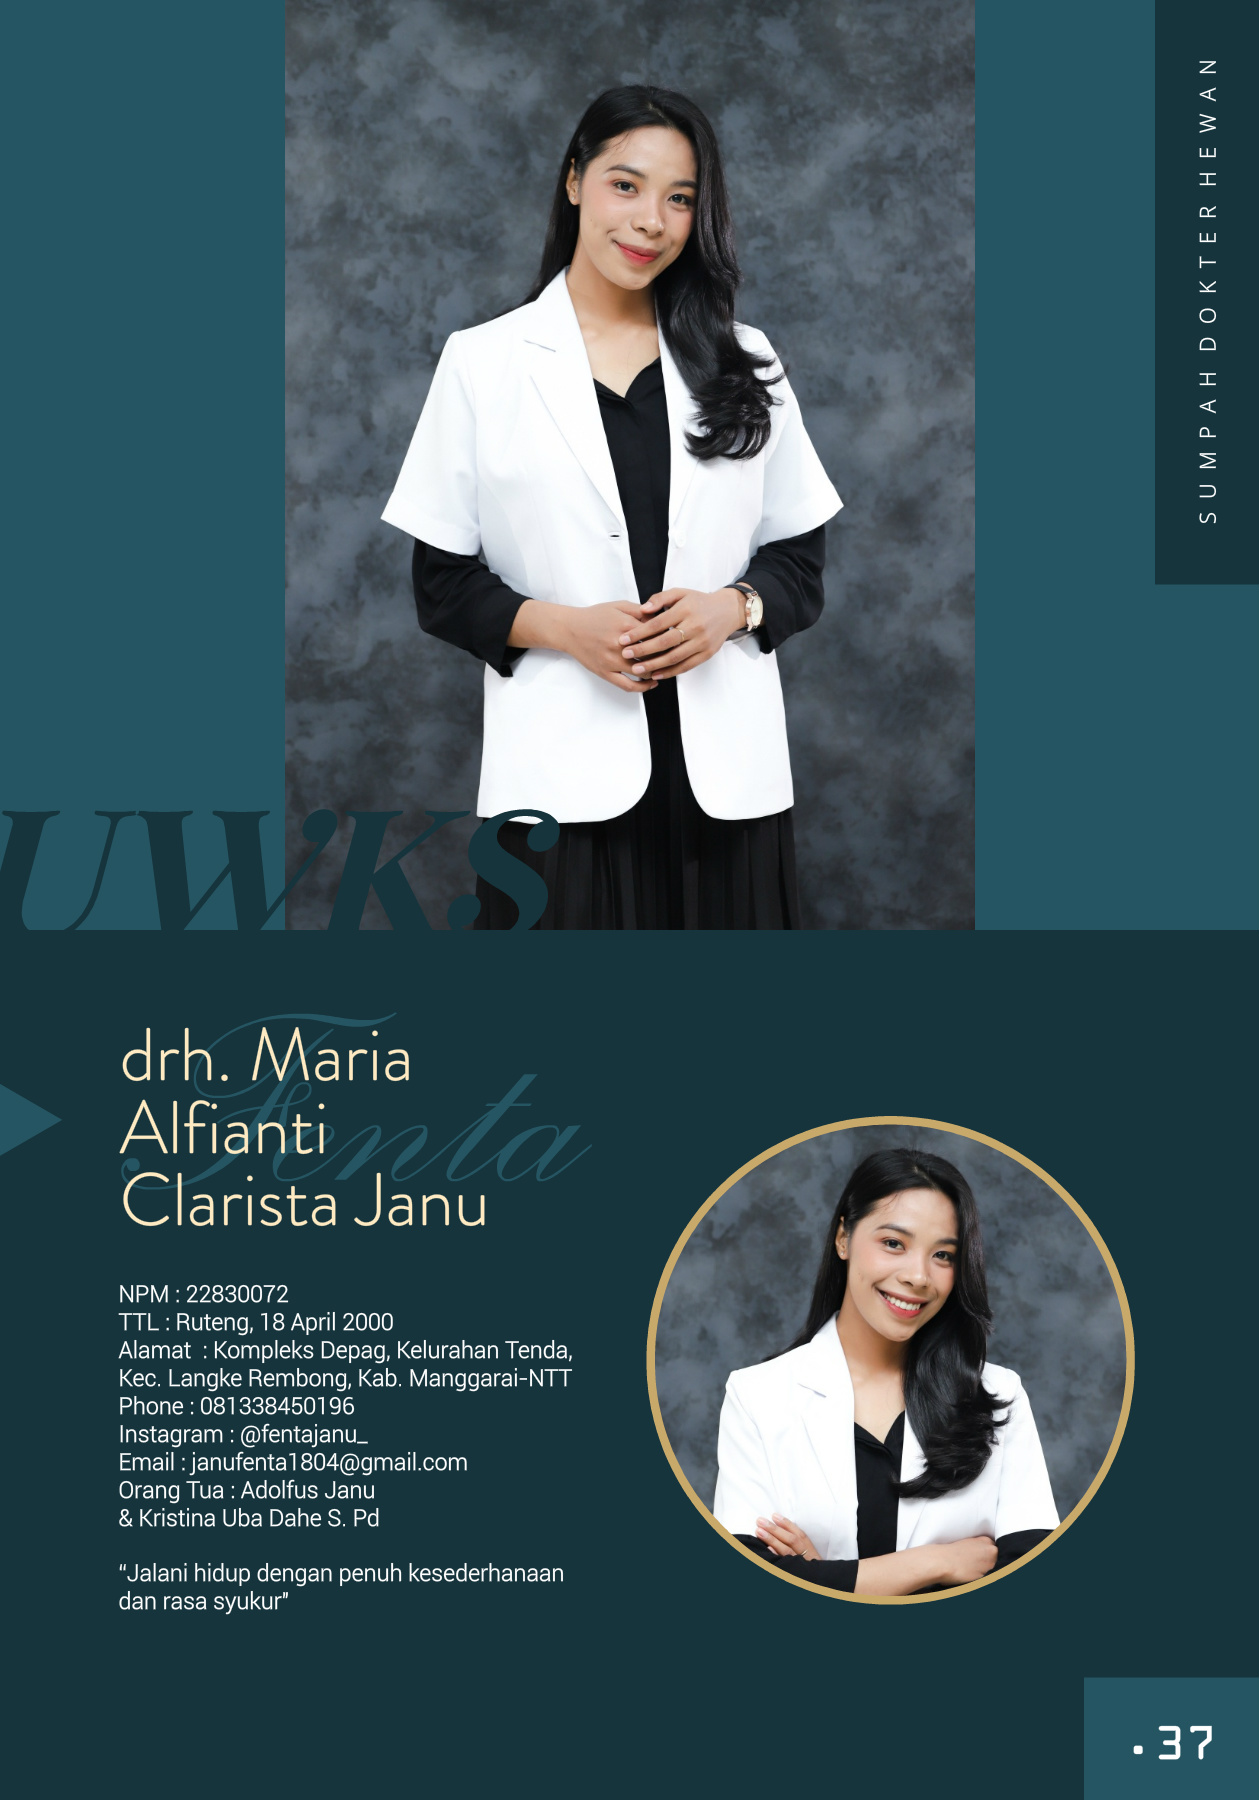 SUMPAH DOKTER HEWAN
UWKS
Fenta
drh. Maria
Alfianti
Clarista Janu
NPM : 22830072
TTL : Ruteng, 18 April 2000
Alamat  : Kompleks Depag, Kelurahan Tenda,
Kec. Langke Rembong, Kab. Manggarai-NTT
Phone : 081338450196
Instagram : @fentajanu_
Email : janufenta1804@gmail.com
Orang Tua : Adolfus Janu
& Kristina Uba Dahe S. Pd
“Jalani hidup dengan penuh kesederhanaan
dan rasa syukur”
.37